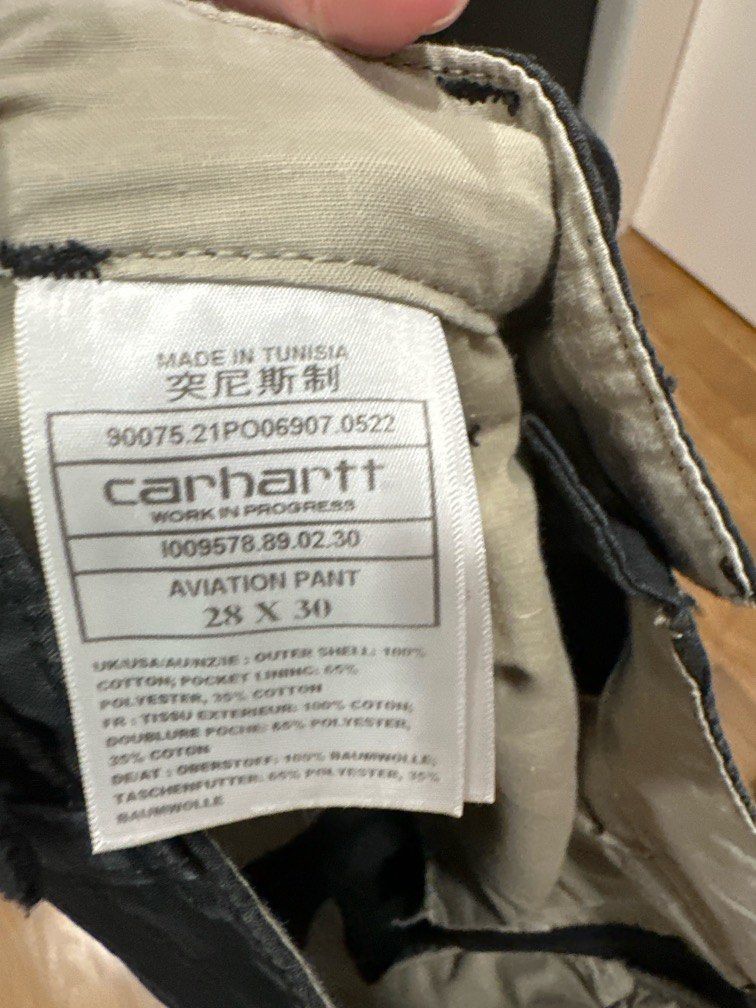 MADE IN TUNISIA
突尼斯制
90075.21PO06907.0522
carhartt
WORK IN PROGRESS
I009578.89.02.30
AVIATION PANT
28 X 30
UK/USA/AU/NZ/IE : OUTER SHELL: 100%
COTTON; POCKET LINING: 65%
POLYESTER, 35% COTTON
FR : TISSU EXTERIEUR: 100% COTON;
DOUBLURE POCHE: 65% POLYESTER,
35% COTON
DE/AT : OBERSTOFF: 100% BAUMWOLLE;
TASCHENFUTTER: 65% POLYESTER, 35%
BAUMWOLLE